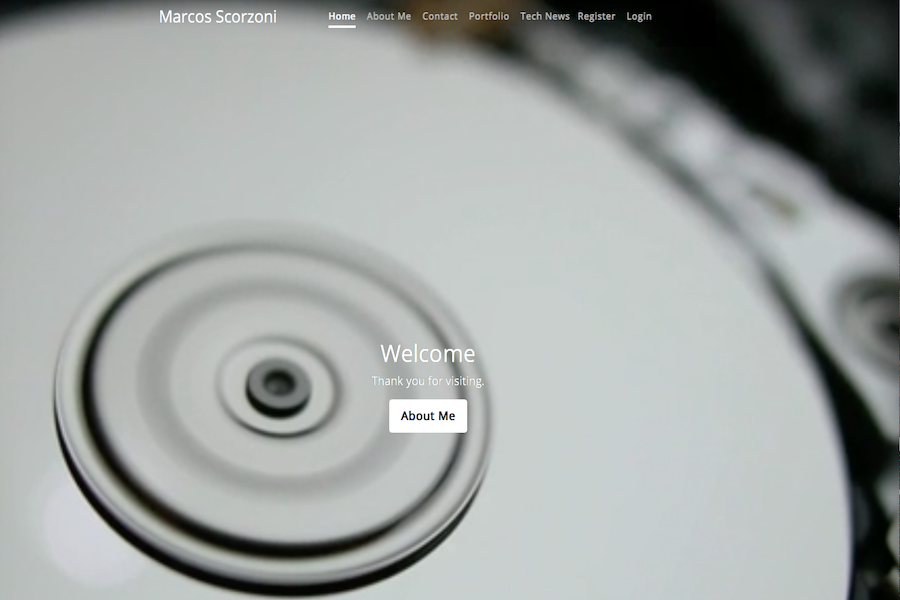 Marcos Scorzoni Home About Me Contact Portfolio Tech News Register Login
Welcome
Thank you for visiting.
About Me